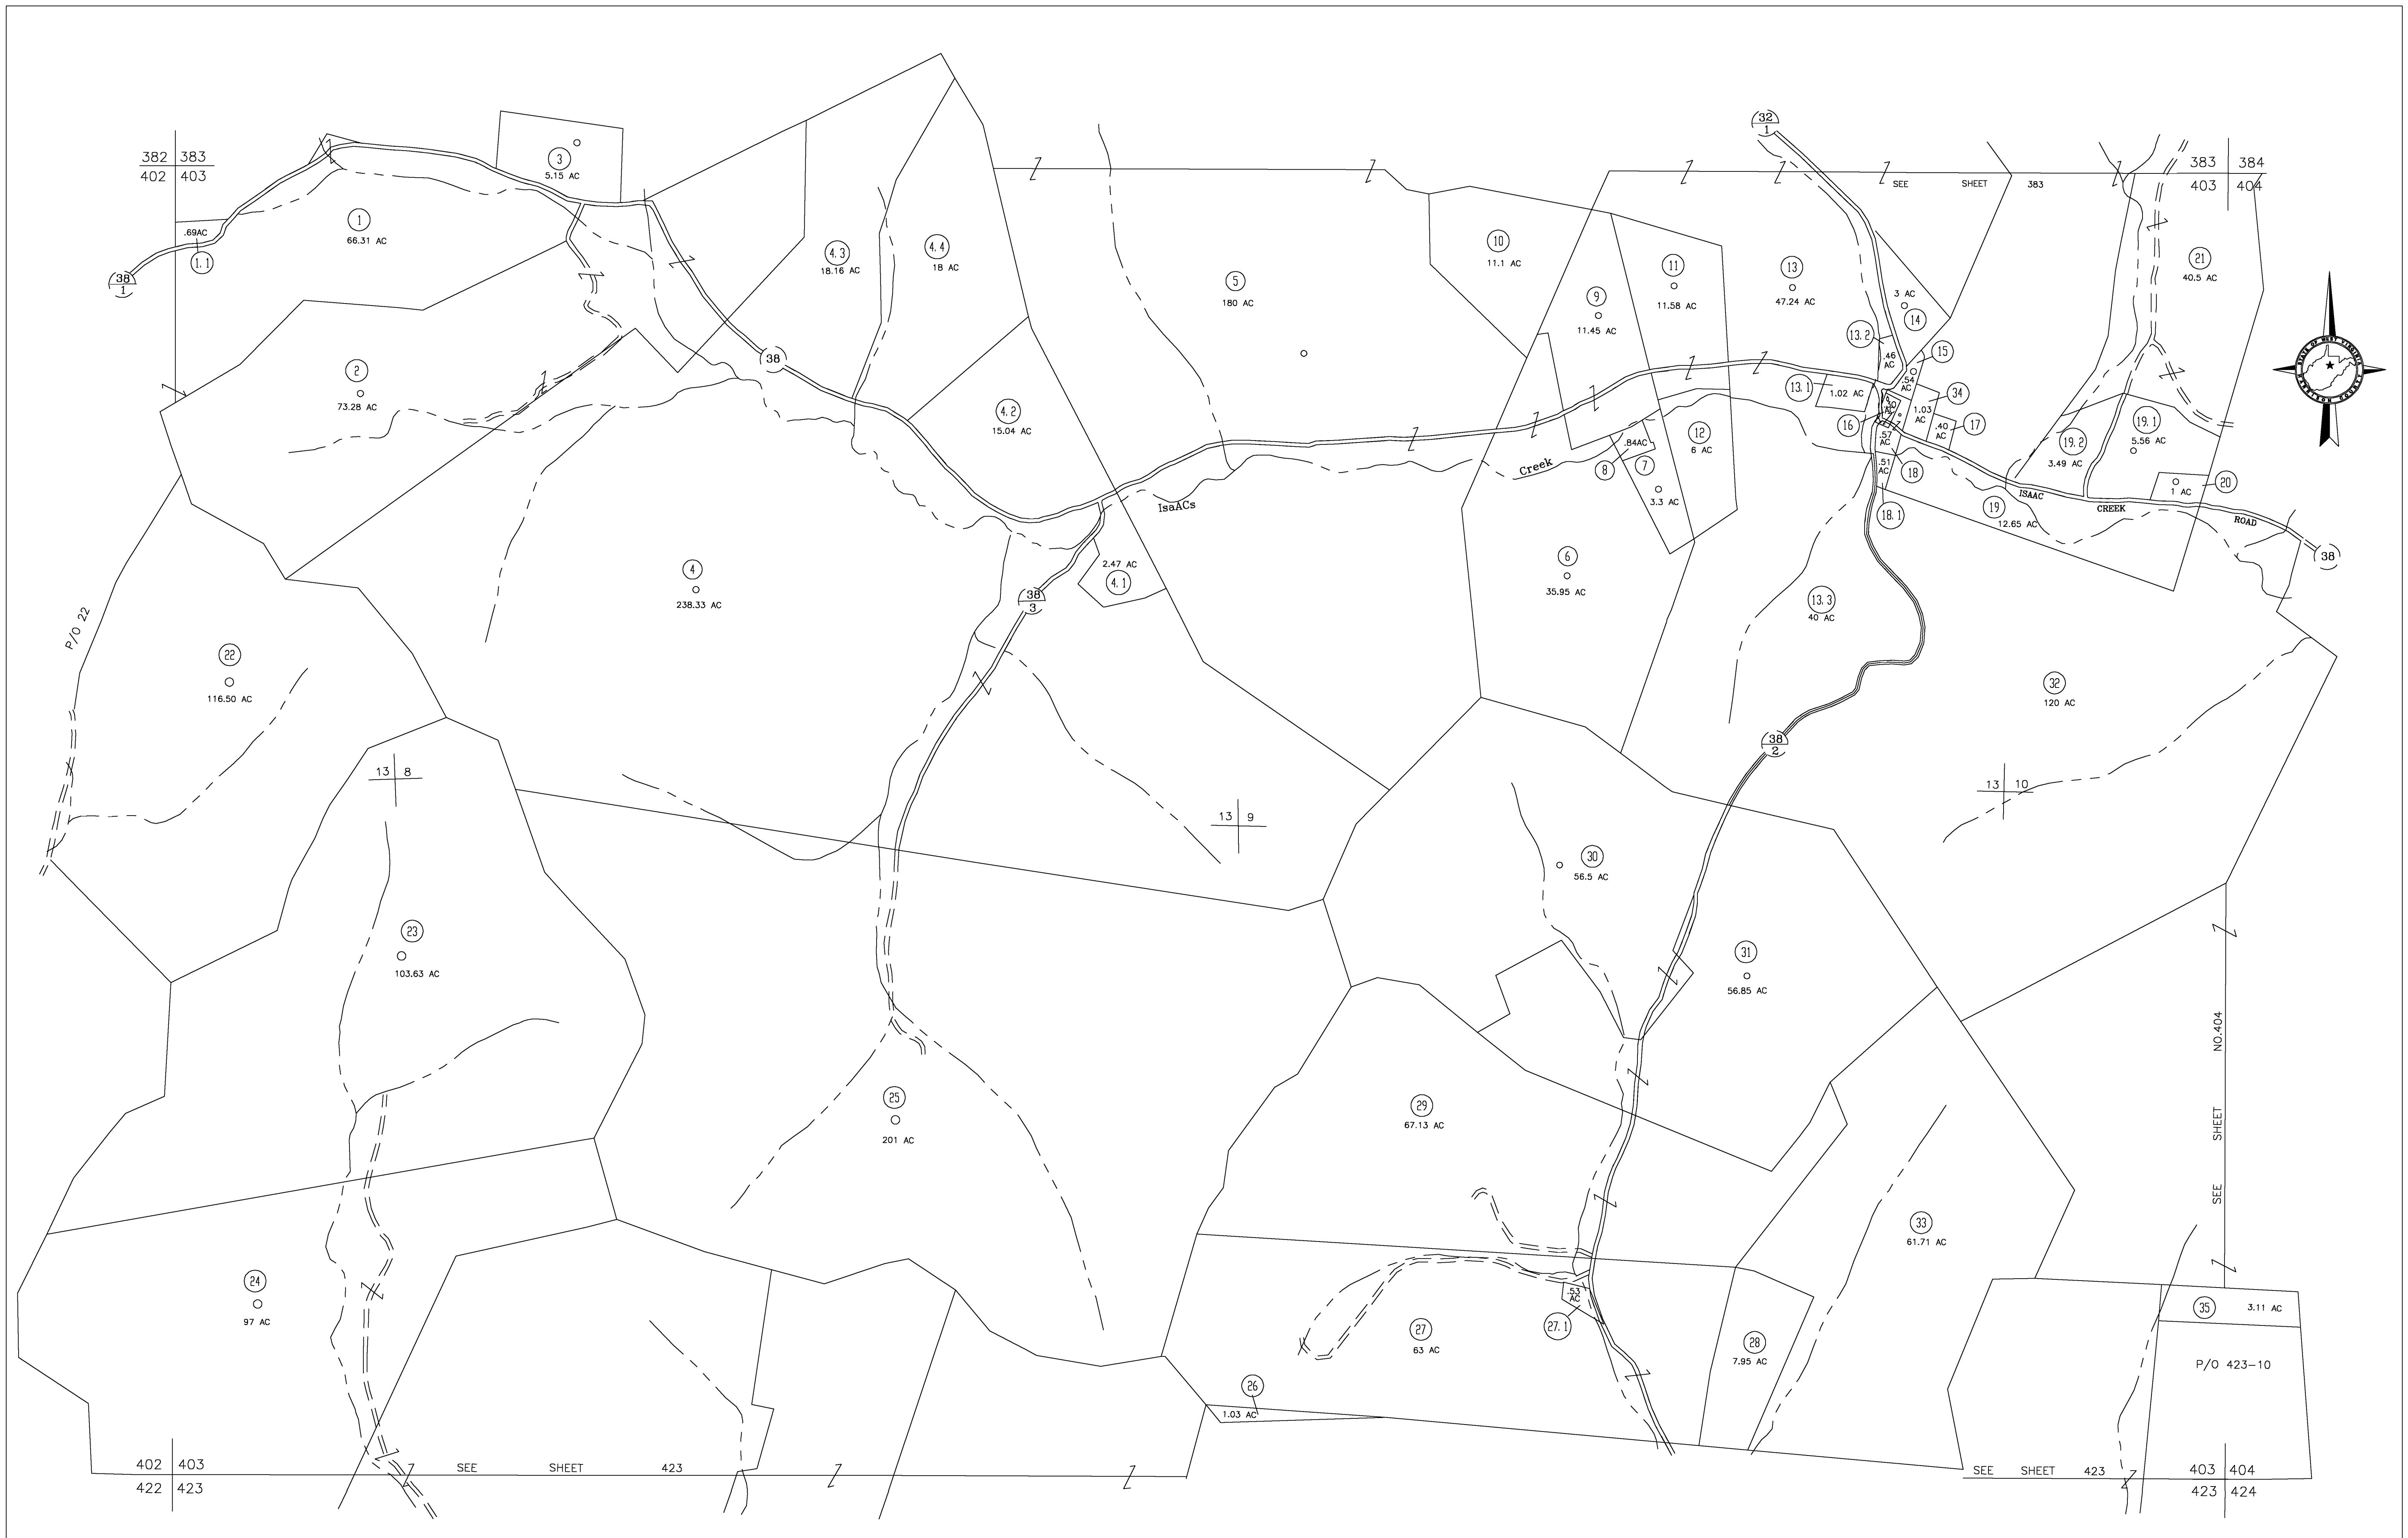 32
1
382 383
402 403
383 384
403 404
SEE SHEET 383
3
5.15 AC
1
66.31 AC
.69AC
1.1
38
1
4.3
18.16 AC
4.4
18 AC
5
180 AC
10
11.1 AC
9
11.45 AC
11
11.58 AC
13
47.24 AC
3 AC
14
21
40.5 AC
STATE OF WEST VIRGINIA
13.2
.46
AC
15
.54
AC
38
2
73.28 AC
13.1
1.02 AC
34
1.03
AC
16
AC
17
.40
AC
4.2
15.04 AC
12
6 AC
.57
AC
18
.51
AC
18.1
19.2
3.49 AC
19.1
5.56 AC
20
1 AC
.84AC
8
7
3.3 AC
Creek
IsaACs
ISAAC
CREEK
ROAD
19
12.65 AC
38
6
35.95 AC
4
238.33 AC
2.47 AC
4.1
38
3
13.3
40 AC
P/O 22
22
116.50 AC
32
120 AC
38
2
13 8
13 9
13 10
30
56.5 AC
23
103.63 AC
31
56.85 AC
SEE SHEET NO.404
25
201 AC
29
67.13 AC
33
61.71 AC
24
97 AC
.53
AC
27.1
27
63 AC
28
7.95 AC
35
3.11 AC
P/O 423-10
26
1.03 AC
402 403
422 423
SEE SHEET 423
SEE SHEET 423
403 404
423 424